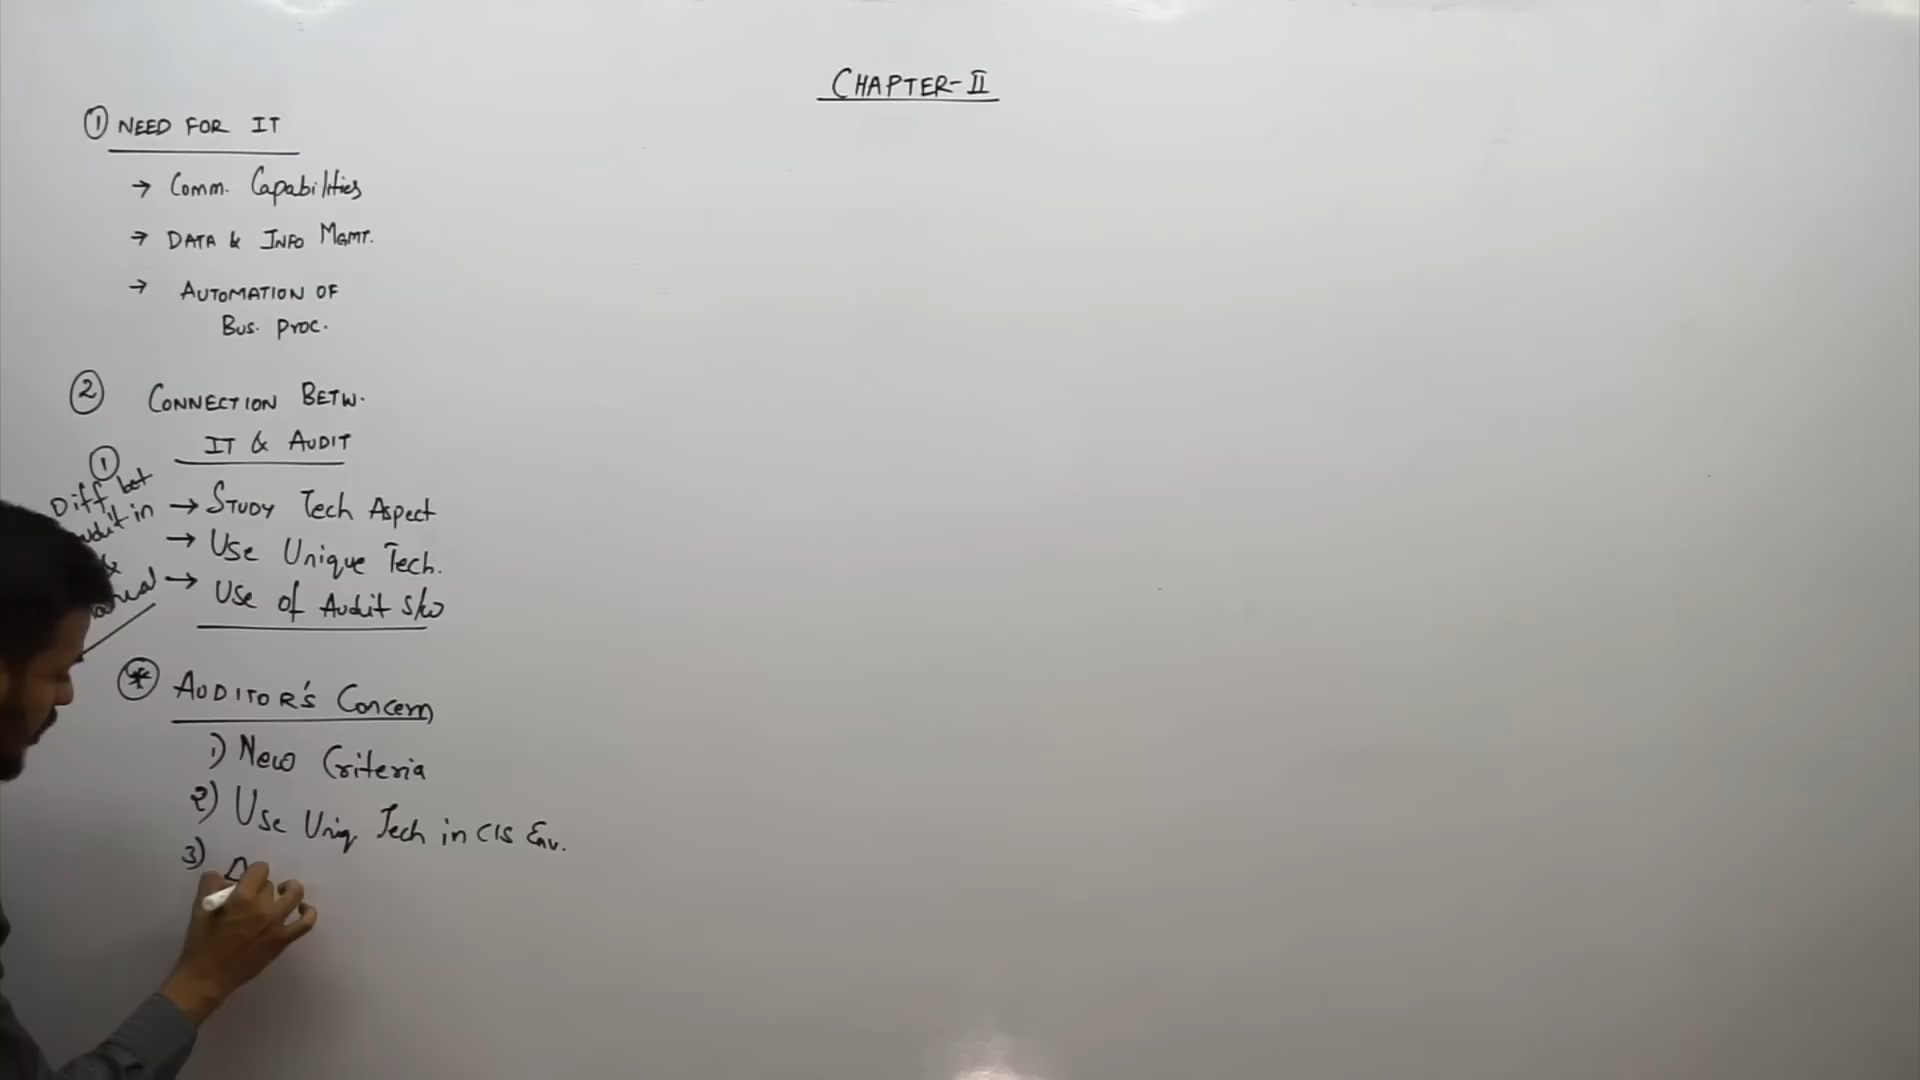 CHAPTER-II
① NEED FOR IT
→ Comm. Capabilities
→ DATA & INFO MGMT.
→ AUTOMATION OF
Bus. proc.
② CONNECTION BETW.
IT & AUDIT
①
Diff bet
in
&
→ STUDY Tech Aspect
→ Use Unique Tech.
→ Use of Audit S/W
* AUDITOR'S Concern
1) New Criteria
2) Use Uniq Tech in CIS Env.
3)